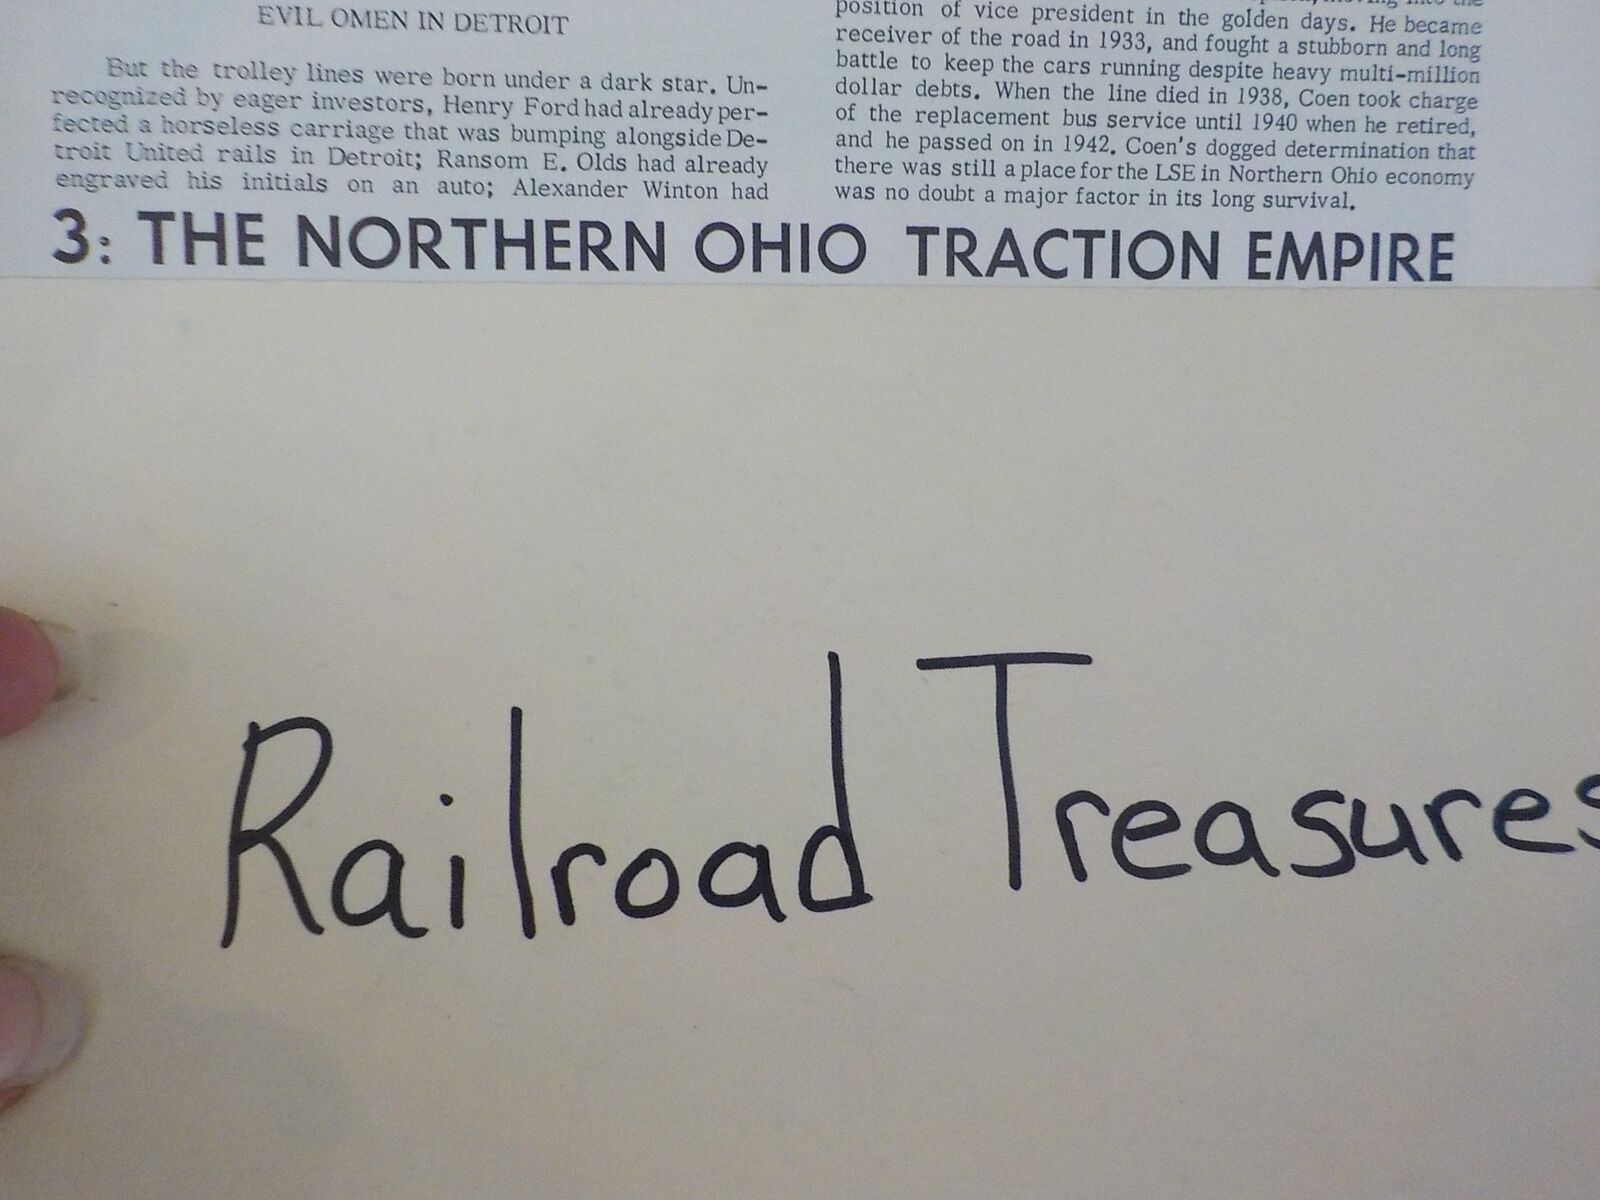 EVIL OMEN IN DETROIT
But the trolley lines were born under a dark star. Un-
recognized by eager investors, Henry Ford had already per-
fected a horseless carriage that was bumping alongside De-
troit United rails in Detroit; Ransom E. Olds had already
engraved his initials on an auto; Alexander Winton had
position of vice president in the golden days. He became
receiver of the road in 1933, and fought a stubborn and long
battle to keep the cars running despite heavy multi-million
dollar debts. When the line died in 1938, Coen took charge
of the replacement bus service until 1940 when he retired,
and he passed on in 1942. Coen's dogged determination that
there was still a place for the LSE in Northern Ohio economy
was no doubt a major factor in its long survival.
3: THE NORTHERN OHIO TRACTION EMPIRE
Railroad Treasures